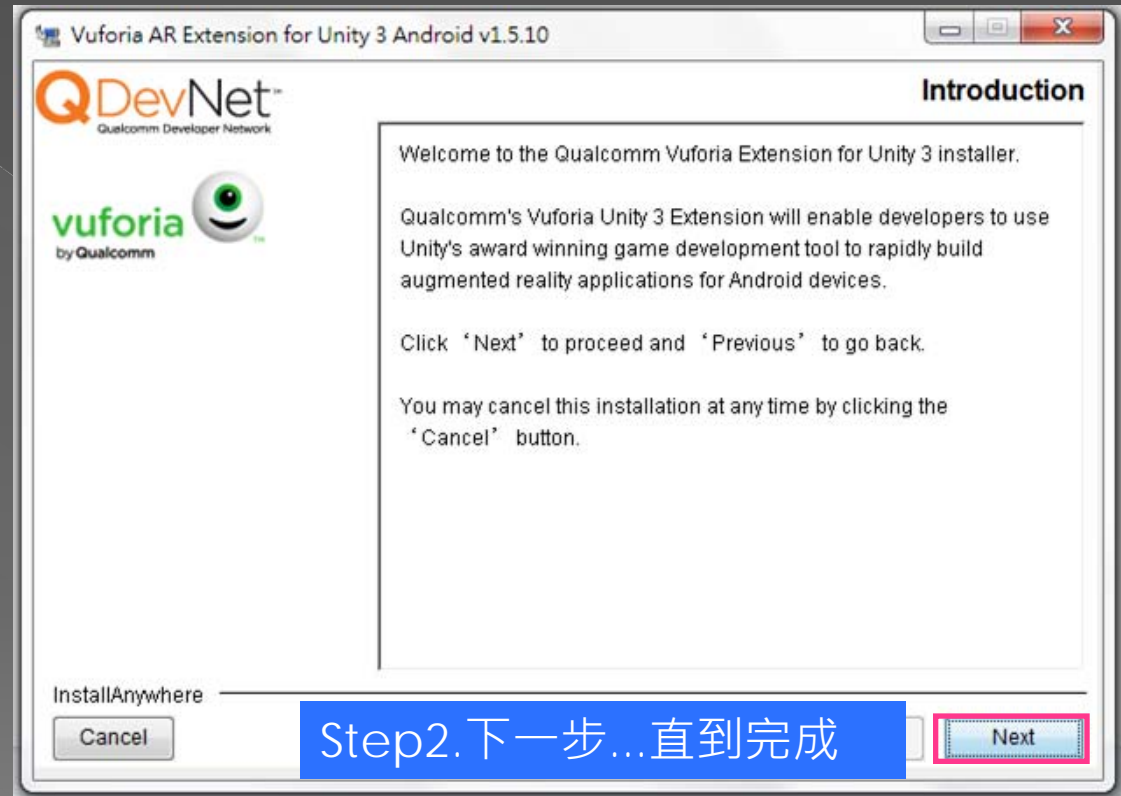 Vuforia AR Extension for Unity 3 Android v1.5.10
QDevNet™
Qualcomm Developer Network
Introduction
vuforia™
by Qualcomm
Welcome to the Qualcomm Vuforia Extension for Unity 3 installer.
Qualcomm's Vuforia Unity 3 Extension will enable developers to use
Unity's award winning game development tool to rapidly build
augmented reality applications for Android devices.
Click ‘Next’ to proceed and ‘Previous’ to go back.
You may cancel this installation at any time by clicking the
‘Cancel’ button.
InstallAnywhere
Cancel
Step2.下一步...直到完成
Next